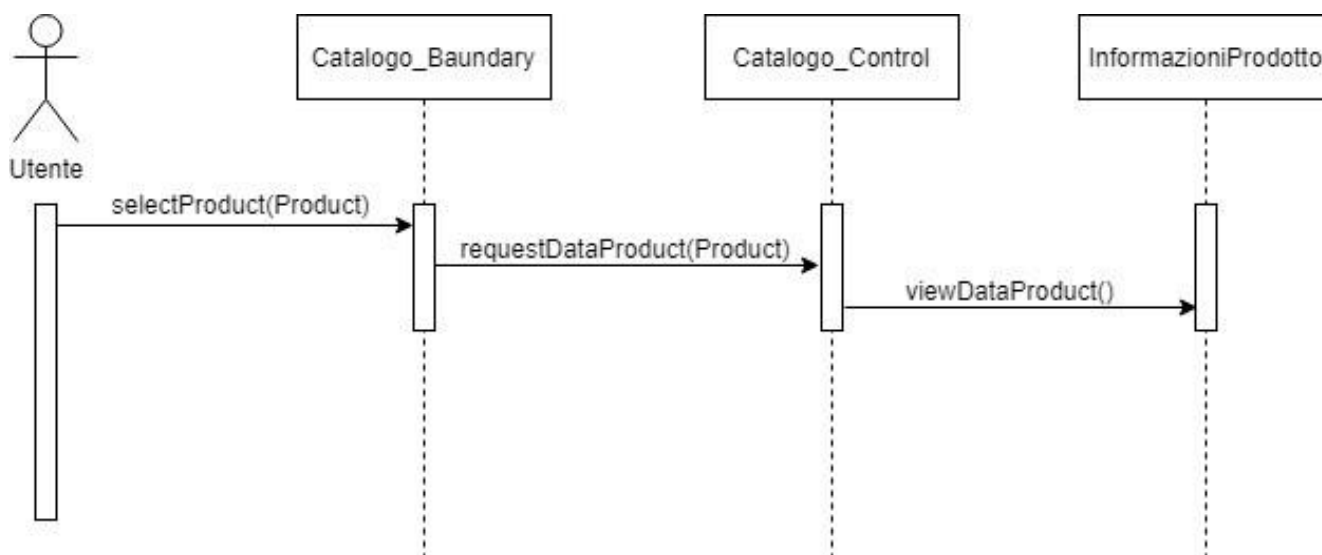 Catalogo_Baundary
Catalogo_Control
InformazioniProdotto
Utente
selectProduct(Product)
requestDataProduct(Product)
viewDataProduct()